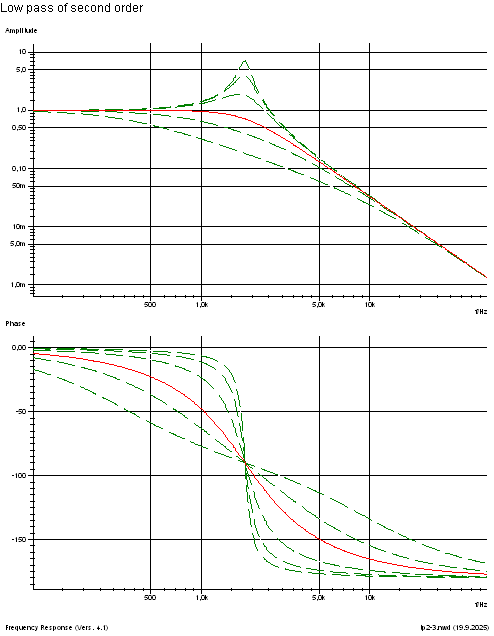 Low pass of second order
Amplitude
10
5,0
1,0
0,50
0,10
50m
10m
5,0m
1,0m
500 1,0k 5,0k 10k
f/Hz
Phase
0,00
-50
-100
-150
500 1,0k 5,0k 10k
f/Hz
Frequency Response (Vers. 4.1) lp2-3.nwd (19.9.2025)